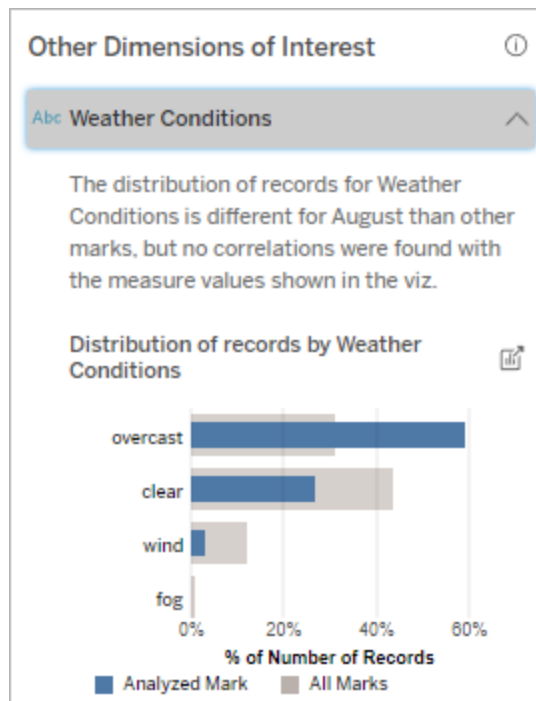 Other Dimensions of Interest
Abc Weather Conditions
The distribution of records for Weather
Conditions is different for August than other
marks, but no correlations were found with
the measure values shown in the viz.
Distribution of records by Weather
Conditions
overcast
clear
wind
fog
0% 20% 40% 60%
% of Number of Records
Analyzed Mark All Marks